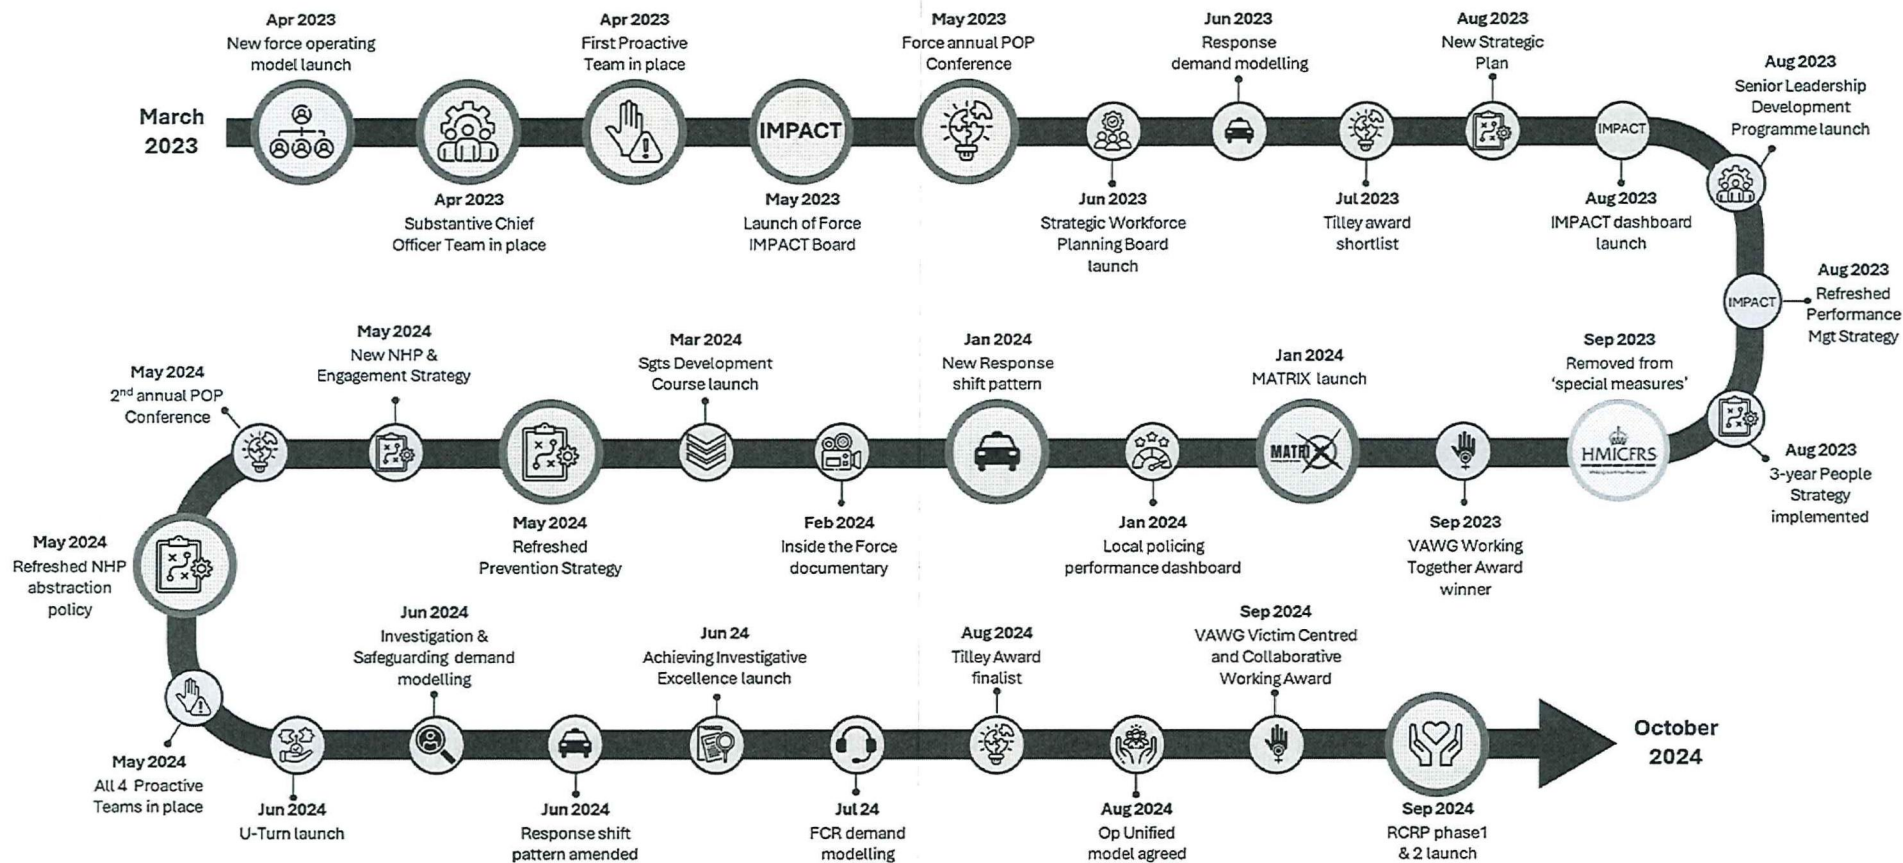 March
2023
Apr 2023
New force operating
model launch
Apr 2023
Substantive Chief
Officer Team in place
Apr 2023
First Proactive
Team in place
IMPACT
May 2023
Launch of Force
IMPACT Board
May 2023
Force annual POP
Conference
Jun 2023
Strategic Workforce
Planning Board
launch
Jun 2023
Response
demand modelling
Jul 2023
Tilley award
shortlist
Aug 2023
New Strategic
Plan
IMPACT
Aug 2023
IMPACT dashboard
launch
Aug 2023
Senior Leadership
Development
Programme launch
IMPACT
Aug 2023
Refreshed
Performance
Mgt Strategy
Aug 2023
3-year People
Strategy
implemented
Sep 2023
Removed from
‘special measures’
HMICFRS
Sep 2023
VAWG Working
Together Award
winner
Jan 2024
MATRIX launch
MATRIX
Jan 2024
Local policing
performance dashboard
Jan 2024
New Response
shift pattern
Feb 2024
Inside the Force
documentary
Mar 2024
Sgts Development
Course launch
May 2024
Refreshed
Prevention Strategy
May 2024
New NHP &
Engagement Strategy
May 2024
2nd annual POP
Conference
May 2024
Refreshed NHP
abstraction
policy
May 2024
All 4 Proactive
Teams in place
Jun 2024
U-Turn launch
Jun 2024
Investigation &
Safeguarding demand
modelling
Jun 2024
Response shift
pattern amended
Jun 24
Achieving Investigative
Excellence launch
Jul 24
FCR demand
modelling
Aug 2024
Tilley Award
finalist
Aug 2024
Op Unified
model agreed
Sep 2024
VAWG Victim Centred
and Collaborative
Working Award
Sep 2024
RCRP phase1
& 2 launch
October
2024